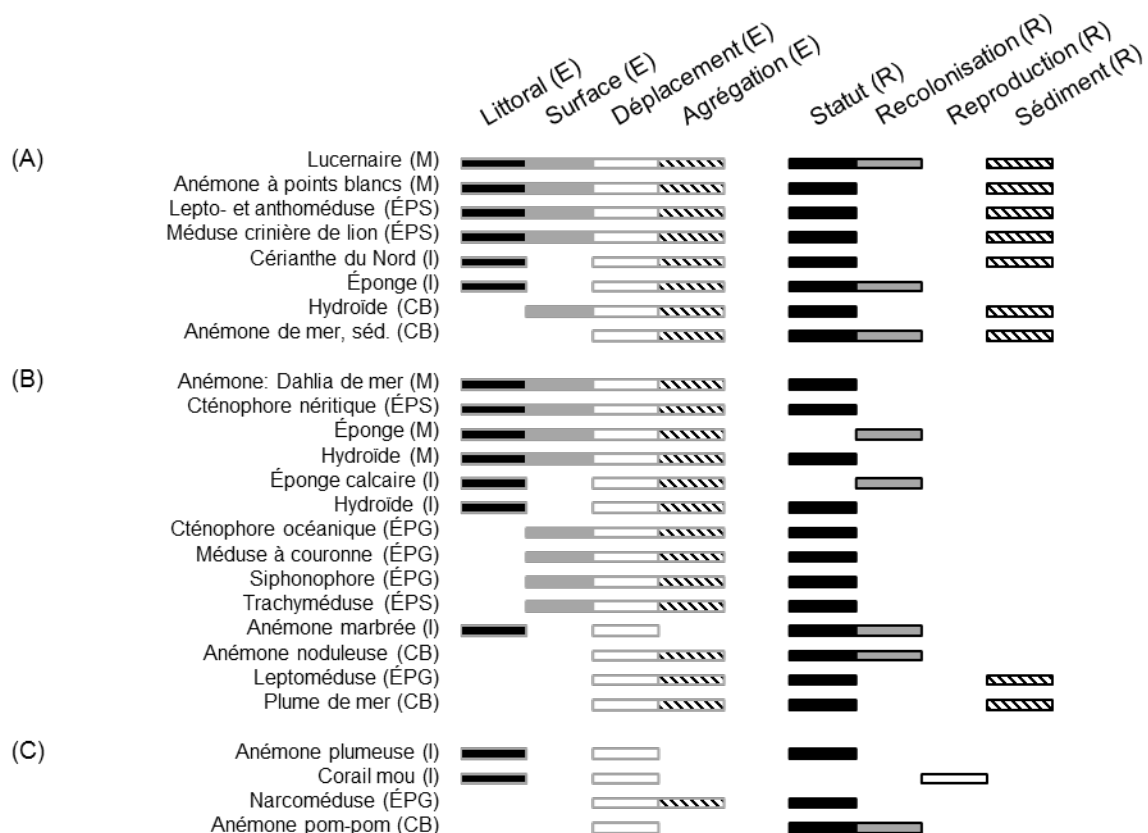 Littoral (E)
Surface (E)
Déplacement (E)
Agrégation (E)
Statut (R)
Recolonisation (R)
Reproduction (R)
Sédiment (R)
(A)
Lucernaire (M)
Anémone à points blancs (M)
Lepto- et anthoméduse (ÉPS)
Méduse crinière de lion (ÉPS)
Cérianthe du Nord (I)
Éponge (I)
Hydroïde (CB)
Anémone de mer, séd. (CB)
(B)
Anémone: Dahlia de mer (M)
Cténophore néritique (ÉPS)
Éponge (M)
Hydroïde (M)
Éponge calcaire (I)
Hydroïde (I)
Cténophore océanique (ÉPG)
Méduse à couronne (ÉPG)
Siphonophore (ÉPG)
Trachyméduse (ÉPS)
Anémone marbrée (I)
Anémone noduleuse (CB)
Leptoméduse (ÉPG)
Plume de mer (CB)
(C)
Anémone plumeuse (I)
Corail mou (I)
Narcoméduse (ÉPG)
Anémone pom-pom (CB)